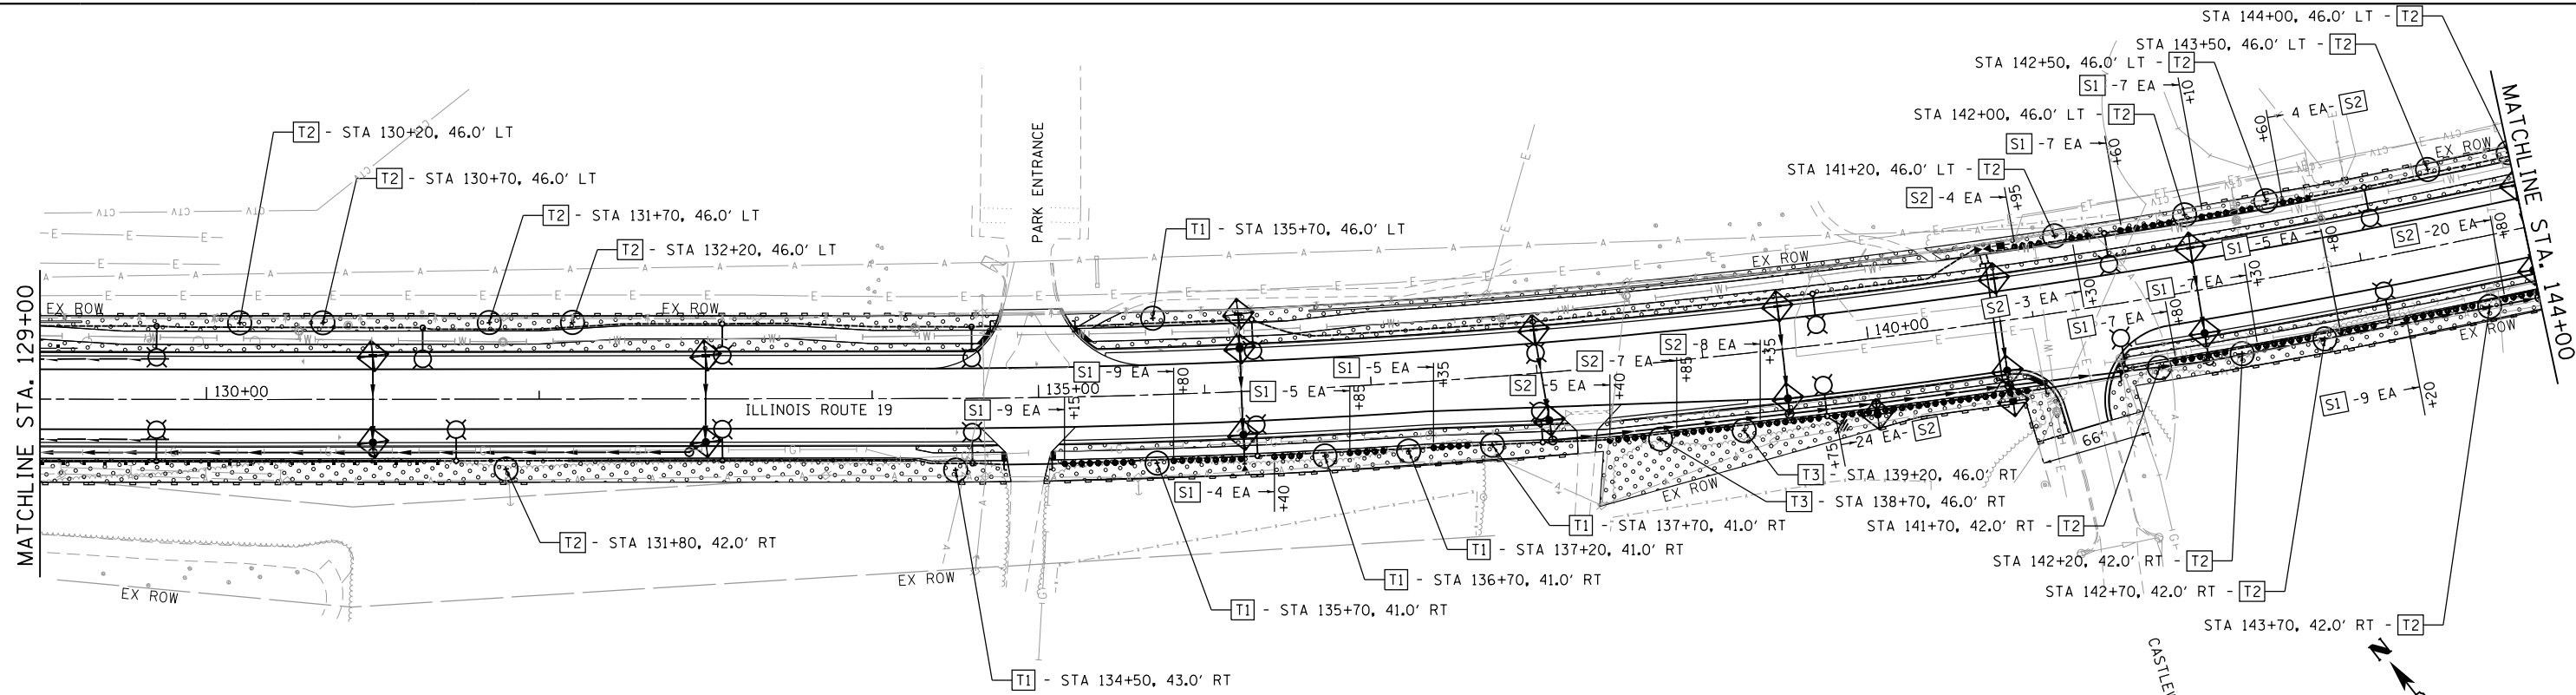 STA 144+00, 46.0' LT - T2
STA 143+50, 46.0' LT - T2
STA 142+50, 46.0' LT - T2
S1 -7 EA
+10
STA 142+00, 46.0' LT - T2
S1 -7 EA
+60
+60
4 EA- S2
STA 141+20, 46.0' LT - T2
S2 -4 EA
+95
T2 - STA 130+20, 46.0' LT
T2 - STA 130+70, 46.0' LT
T2 - STA 131+70, 46.0' LT
T2 - STA 132+20, 46.0' LT
PARK ENTRANCE
T1 - STA 135+70, 46.0' LT
EX ROW
EX ROW
EX ROW
EX ROW
MATCHLINE STA. 129+00
MATCHLINE STA. 144+00
130+00
ILLINOIS ROUTE 19
135+00
140+00
S1 -9 EA
+15
S1 -9 EA
+80
S1 -5 EA
+85
S1 -5 EA
+35
S2 -5 EA
+40
S2 -7 EA
+85
S2 -8 EA
+35
S2 -3 EA
+30
S1 -7 EA
+80
S1 -7 EA
+30
S1 -5 EA
+80
S2 -20 EA
+80
S1 -4 EA
+40
+75
24 EA- S2
S1 -9 EA
+20
66'
EX ROW
EX ROW
EX ROW
EX ROW
T3 - STA 139+20, 46.0' RT
T3 - STA 138+70, 46.0' RT
T1 - STA 137+70, 41.0' RT
T1 - STA 137+20, 41.0' RT
T1 - STA 136+70, 41.0' RT
T1 - STA 135+70, 41.0' RT
T1 - STA 134+50, 43.0' RT
T2 - STA 131+80, 42.0' RT
STA 141+70, 42.0' RT - T2
STA 142+20, 42.0' RT - T2
STA 142+70, 42.0' RT - T2
STA 143+70, 42.0' RT - T2
N